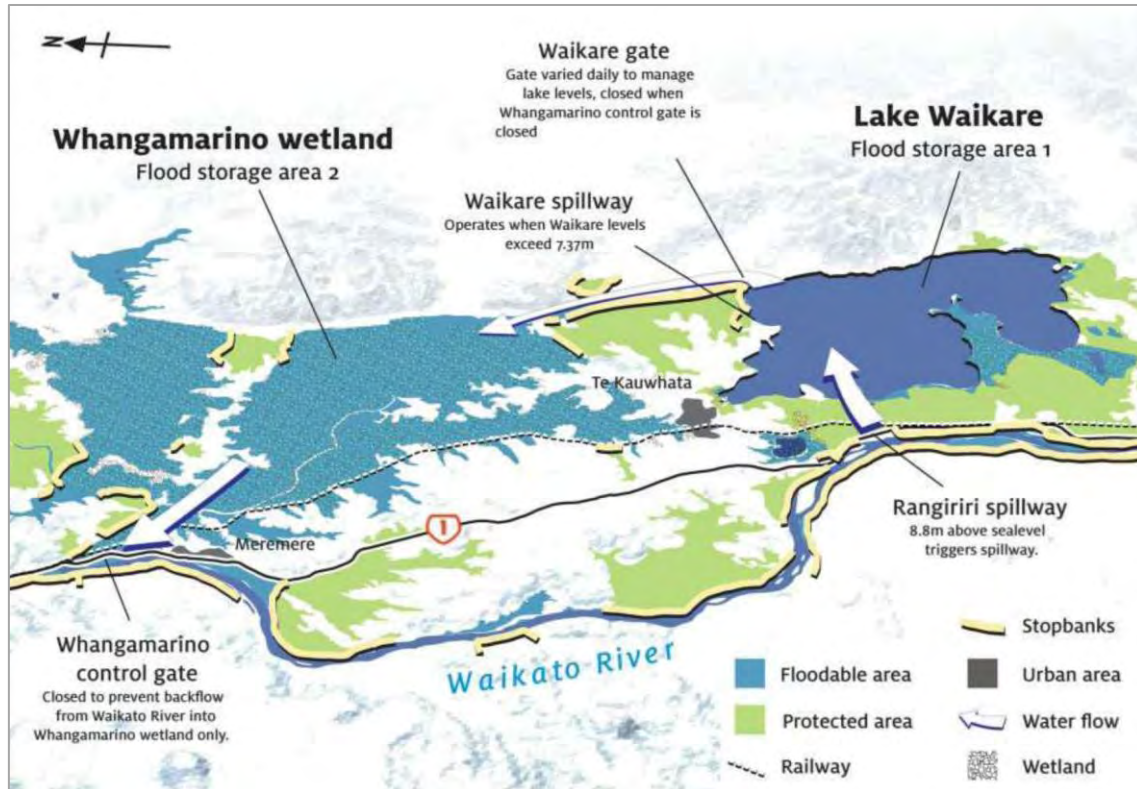 N
Waikare gate
Gate varied daily to manage
lake levels, closed when
Whangamarino control gate is
closed
Whangamarino wetland
Flood storage area 2
Lake Waikare
Flood storage area 1
Waikare spillway
Operates when Waikare levels
exceed 7.37m
Te Kauwhata
Rangiriri spillway
8.8m above sealevel
triggers spillway.
Meremere
1
Whangamarino
control gate
Closed to prevent backflow
from Waikato River into
Whangamarino wetland only.
Waikato River
Stopbanks
Floodable area
Urban area
Protected area
Water flow
Railway
Wetland